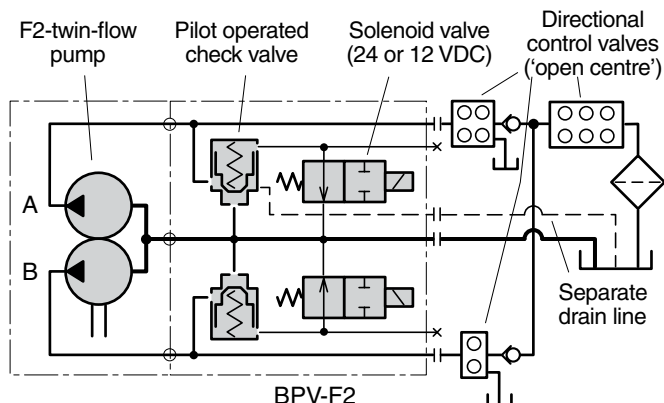 F2-twin-flow
pump
Pilot operated
check valve
Solenoid valve
(24 or 12 VDC)
Directional
control valves
('open centre')
A
B
Separate
drain line
BPV-F2